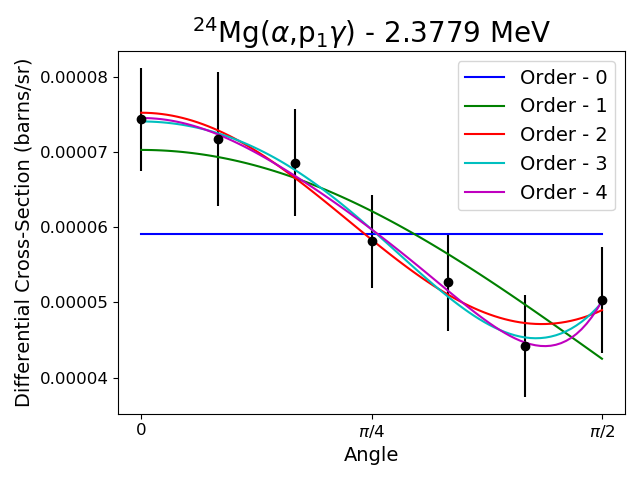 ²⁴Mg(α,p₁γ) - 2.3779 MeV
Differential Cross-Section (barns/sr)
0.00008
0.00007
0.00006
0.00005
0.00004
Order - 0
Order - 1
Order - 2
Order - 3
Order - 4
0
π/4
π/2
Angle